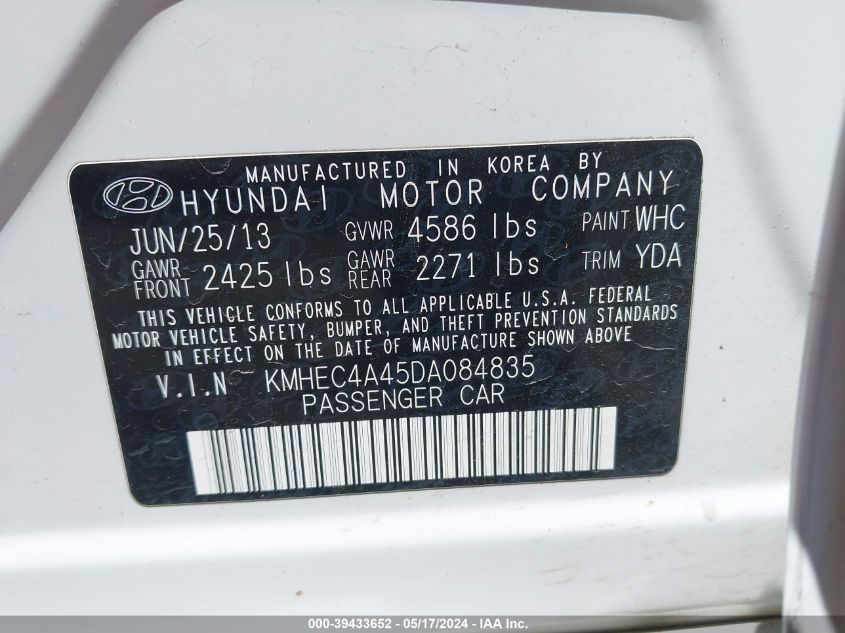 MANUFACTURED IN KOREA BY
HYUNDAI MOTOR COMPANY
JUN/25/13 GVWR 4586 lbs PAINT WHC
GAWR FRONT 2425 lbs GAWR REAR 2271 lbs TRIM YDA
THIS VEHICLE CONFORMS TO ALL APPLICABLE U.S.A. FEDERAL
MOTOR VEHICLE SAFETY, BUMPER, AND THEFT PREVENTION STANDARDS
IN EFFECT ON THE DATE OF MANUFACTURE SHOWN ABOVE
V.I.N KMHEC4A45DA084835
PASSENGER CAR
000-39433652 - 05/17/2024 - IAA Inc.